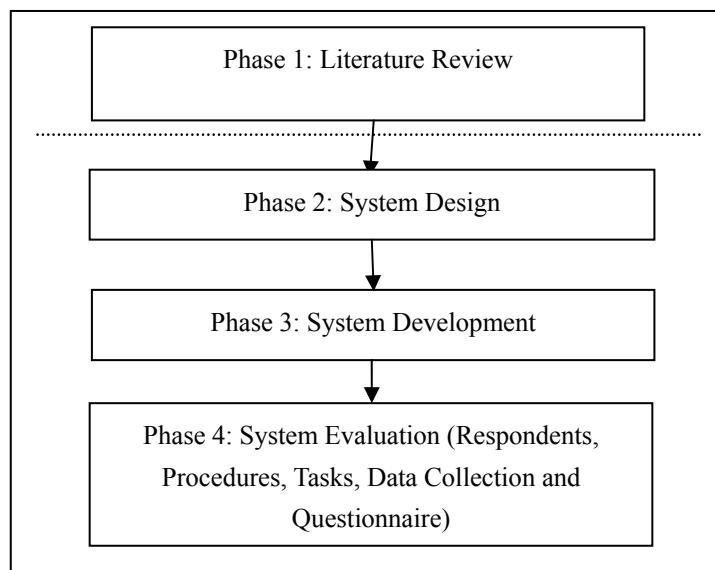 Phase 1: Literature Review
Phase 2: System Design
Phase 3: System Development
Phase 4: System Evaluation (Respondents,
Procedures, Tasks, Data Collection and
Questionnaire)